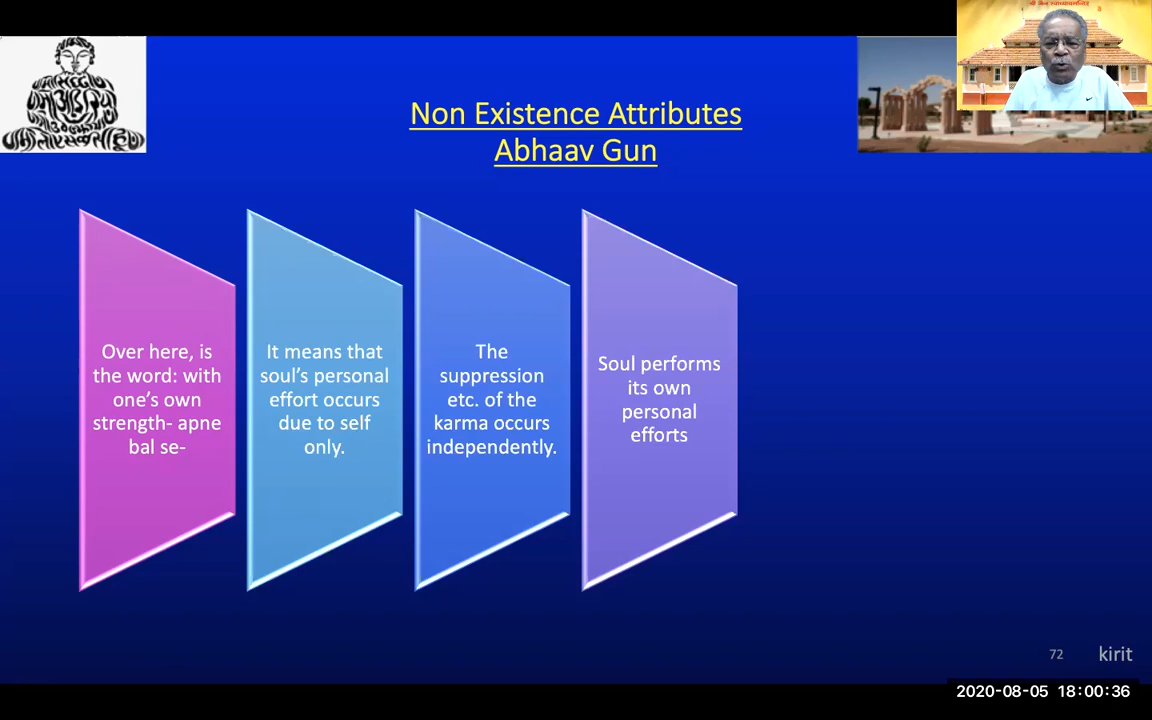 Non Existence Attributes
Abhaav Gun
Over here, is
the word: with
one's own
strength- apne
bal se-
It means that
soul's personal
effort occurs
due to self
only.
The
suppression
etc. of the
karma occurs
independently.
Soul performs
its own
personal
efforts
72
kirit
2020-08-05 18:00:36